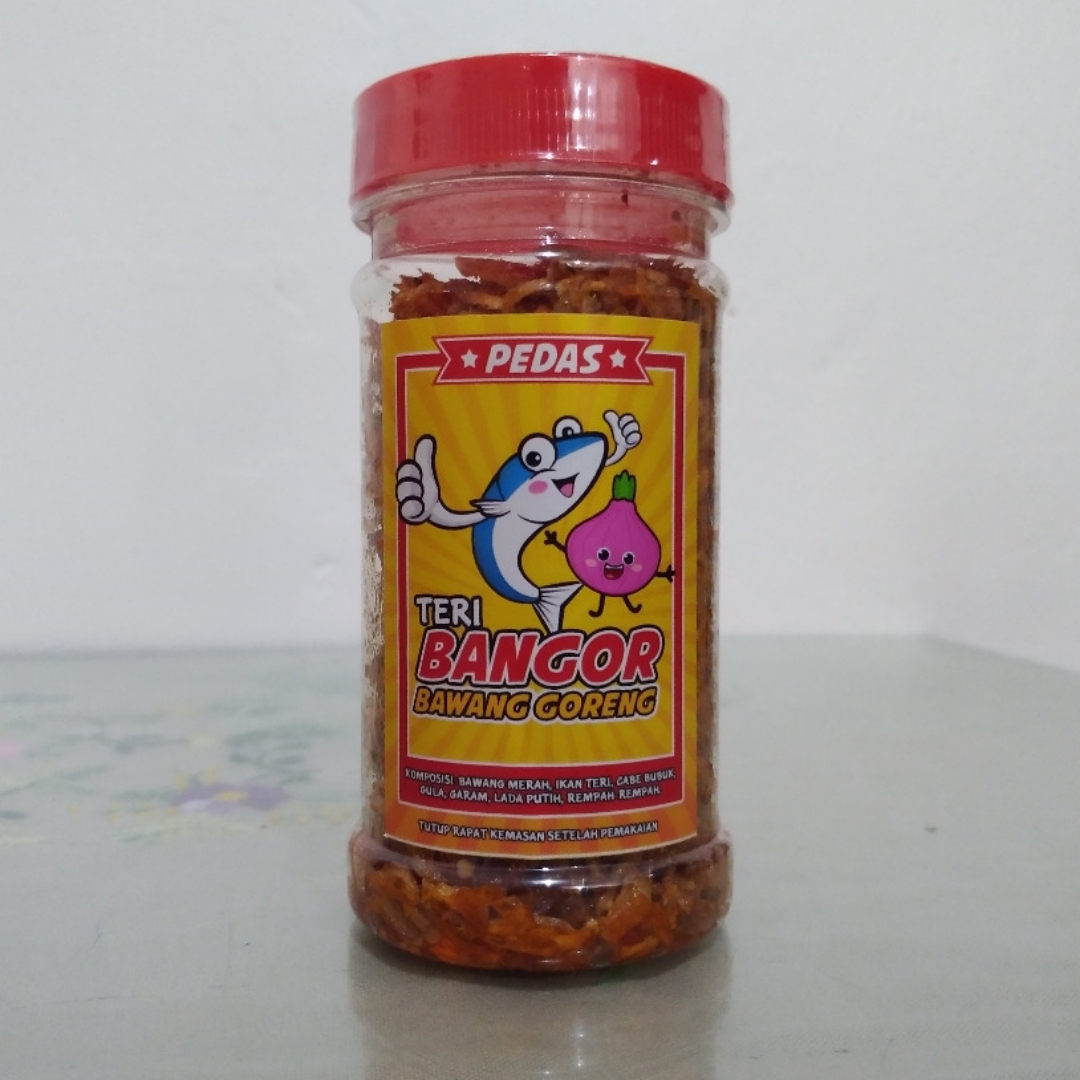 PEDAS
TERI
BANGOR
BAWANG GORENG
KOMPOSISI BAWANG MERAH, IKAN TERI, CABE BUBUK,
GULA, GARAM, LADA PUTIH, REMPAH REMPAH.
TUTUP RAPAT KEMASAN SETELAH PEMAKAIAN